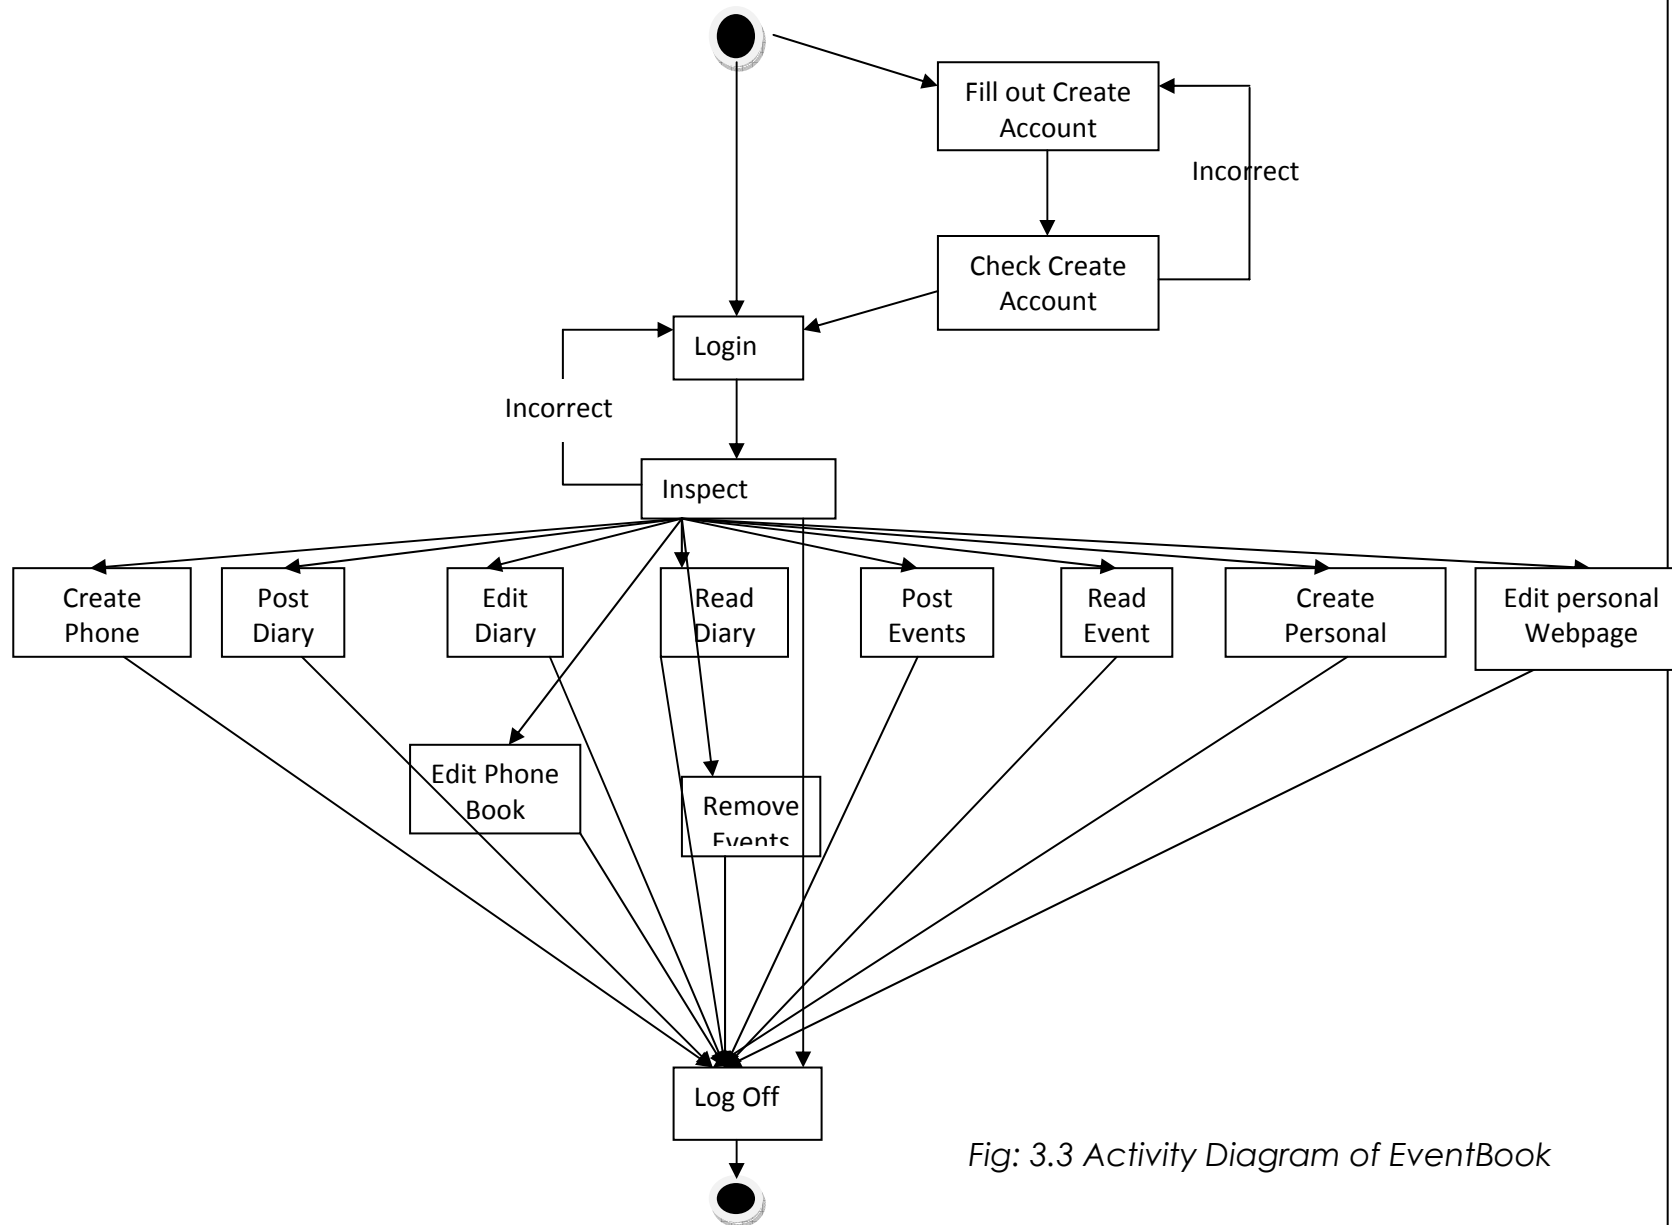 Fill out Create
Account
Incorrect
Check Create
Account
Login
Incorrect
Inspect
Create
Phone
Post
Diary
Edit
Diary
Read
Diary
Post
Events
Read
Event
Create
Personal
Edit personal
Webpage
Edit Phone
Book
Remove
Events
Log Off
Fig: 3.3 Activity Diagram of EventBook